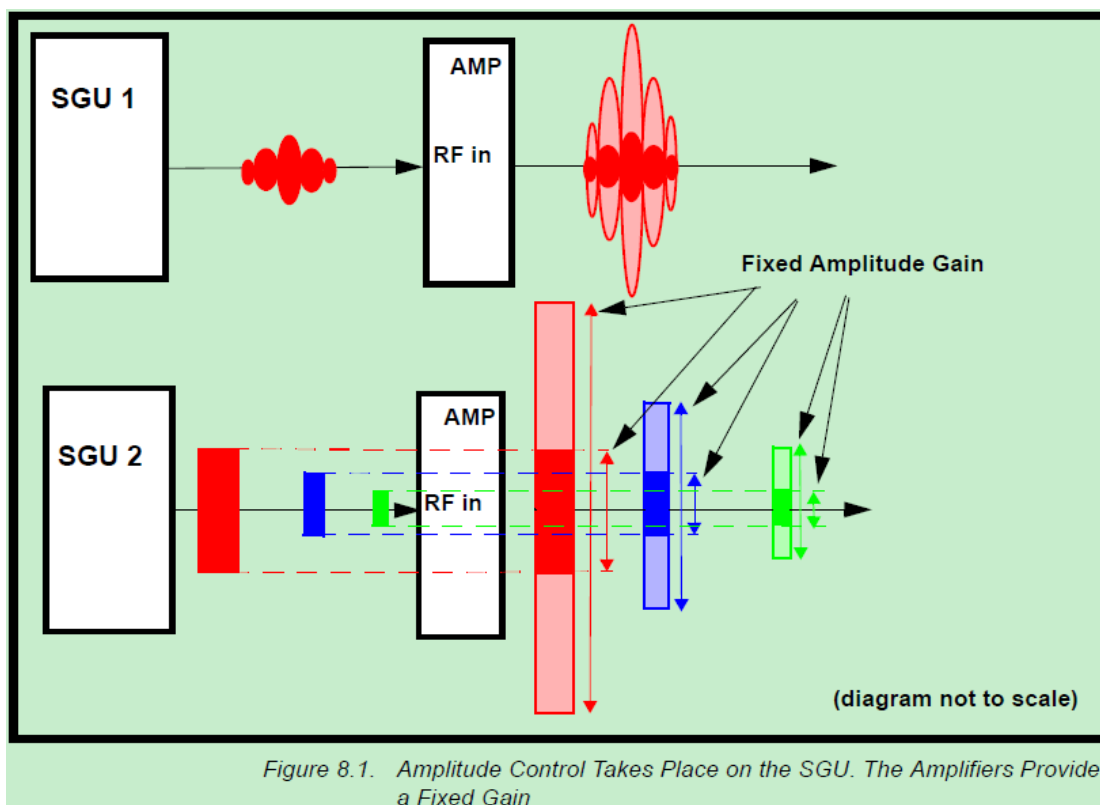 SGU 1
AMP
RF in
Fixed Amplitude Gain
SGU 2
AMP
RF in
(diagram not to scale)
Figure 8.1. Amplitude Control Takes Place on the SGU. The Amplifiers Provide
a Fixed Gain